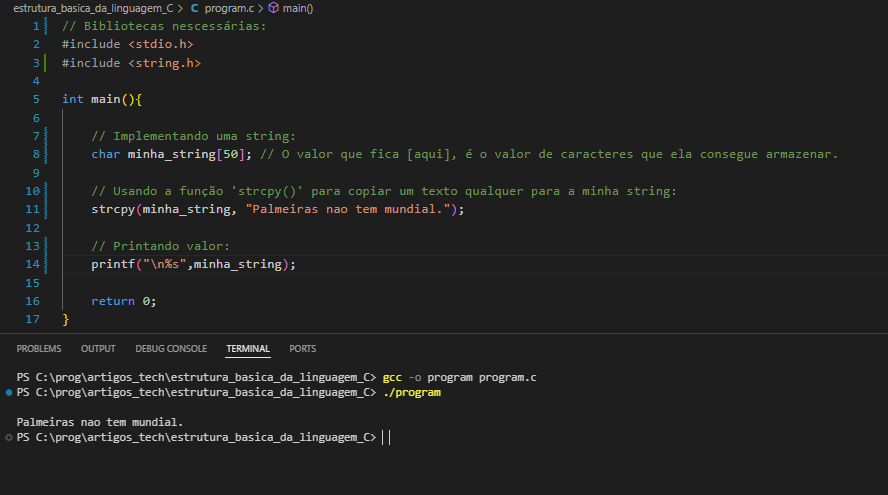 estrutura_basica_da_linguagem_C > C program.c > main()
1 // Bibliotecas nescessárias:
2 #include <stdio.h>
3 #include <string.h>
4
5 int main(){
6
7 // Implementando uma string:
8 char minha_string[50]; // O valor que fica [aqui], é o valor de caracteres que ela consegue armazenar.
9
10 // Usando a função 'strcpy()' para copiar um texto qualquer para a minha string:
11 strcpy(minha_string, "Palmeiras nao tem mundial.");
12
13 // Printando valor:
14 printf("\n%s",minha_string);
15
16 return 0;
17 }
PROBLEMS OUTPUT DEBUG CONSOLE TERMINAL PORTS
PS C:\prog\artigos_tech\estrutura_basica_da_linguagem_C> gcc -o program program.c
PS C:\prog\artigos_tech\estrutura_basica_da_linguagem_C> ./program
Palmeiras nao tem mundial.
PS C:\prog\artigos_tech\estrutura_basica_da_linguagem_C>